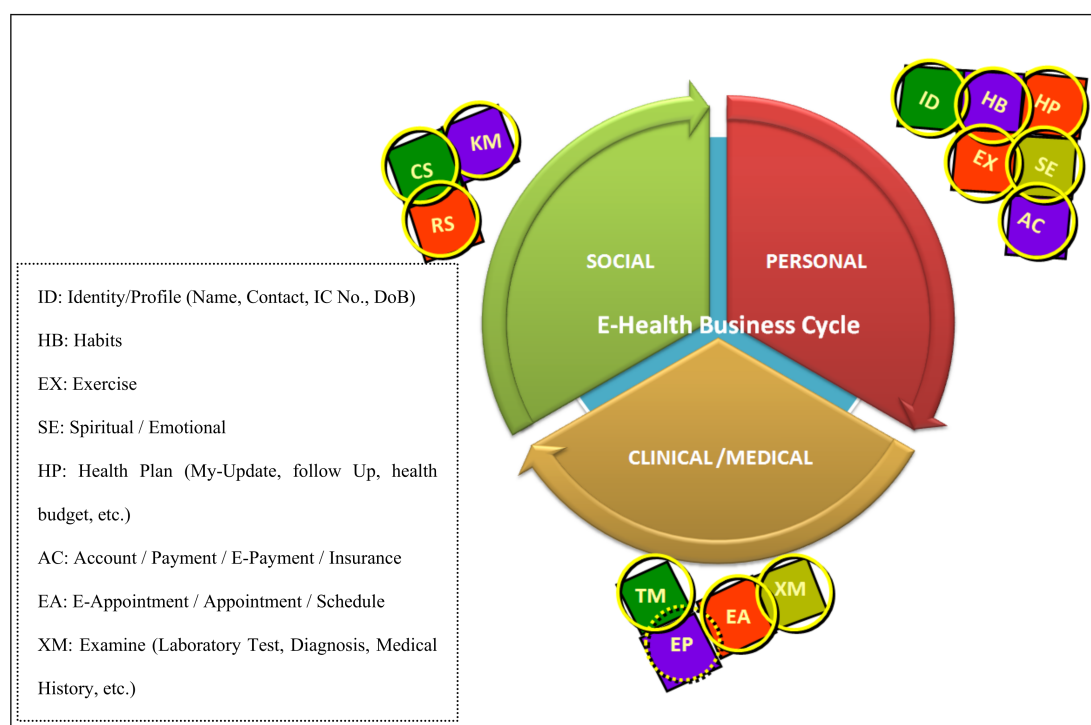 ID
HB
HP
EX
SE
AC
KM
CS
RS
SOCIAL
PERSONAL
E-Health Business Cycle
CLINICAL /MEDICAL
TM
EP
EA
XM
ID: Identity/Profile (Name, Contact, IC No., DoB)
HB: Habits
EX: Exercise
SE: Spiritual / Emotional
HP: Health Plan (My-Update, follow Up, health
budget, etc.)
AC: Account / Payment / E-Payment / Insurance
EA: E-Appointment / Appointment / Schedule
XM: Examine (Laboratory Test, Diagnosis, Medical
History, etc.)